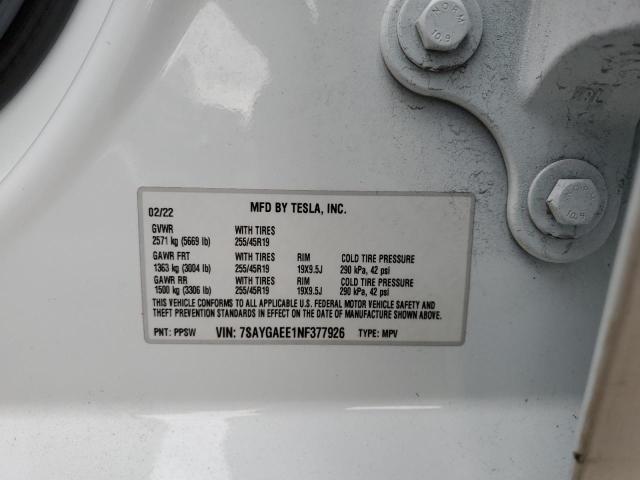 NORM
10.9
10.9
02/22 MFD BY TESLA, INC.
GVWR WITH TIRES
2571 kg (5669 lb) 255/45R19
GAWR FRT WITH TIRES RIM COLD TIRE PRESSURE
1363 kg (3004 lb) 255/45R19 19X9.5J 290 kPa, 42 psi
GAWR RR WITH TIRES RIM COLD TIRE PRESSURE
1500 kg (3306 lb) 255/45R19 19X9.5J 290 kPa, 42 psi
THIS VEHICLE CONFORMS TO ALL APPLICABLE U.S. FEDERAL MOTOR VEHICLE SAFETY AND
THEFT PREVENTION STANDARDS IN EFFECT ON THE DATE OF MANUFACTURE SHOWN ABOVE.
PNT: PPSW VIN: 7SAYGAEE1NF377926 TYPE: MPV